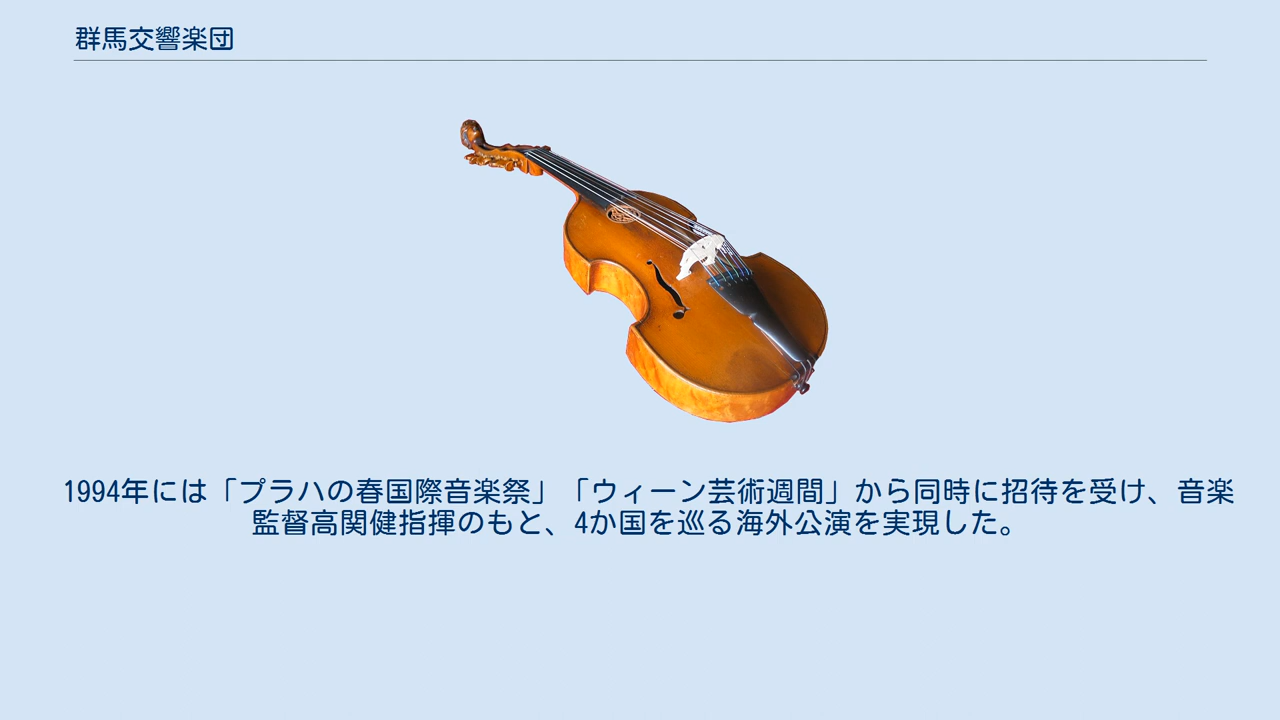 群馬交響楽団
1994年には「プラハの春国際音楽祭」「ウィーン芸術週間」から同時に招待を受け、音楽
監督高関健指揮のもと、4か国を巡る海外公演を実現した。